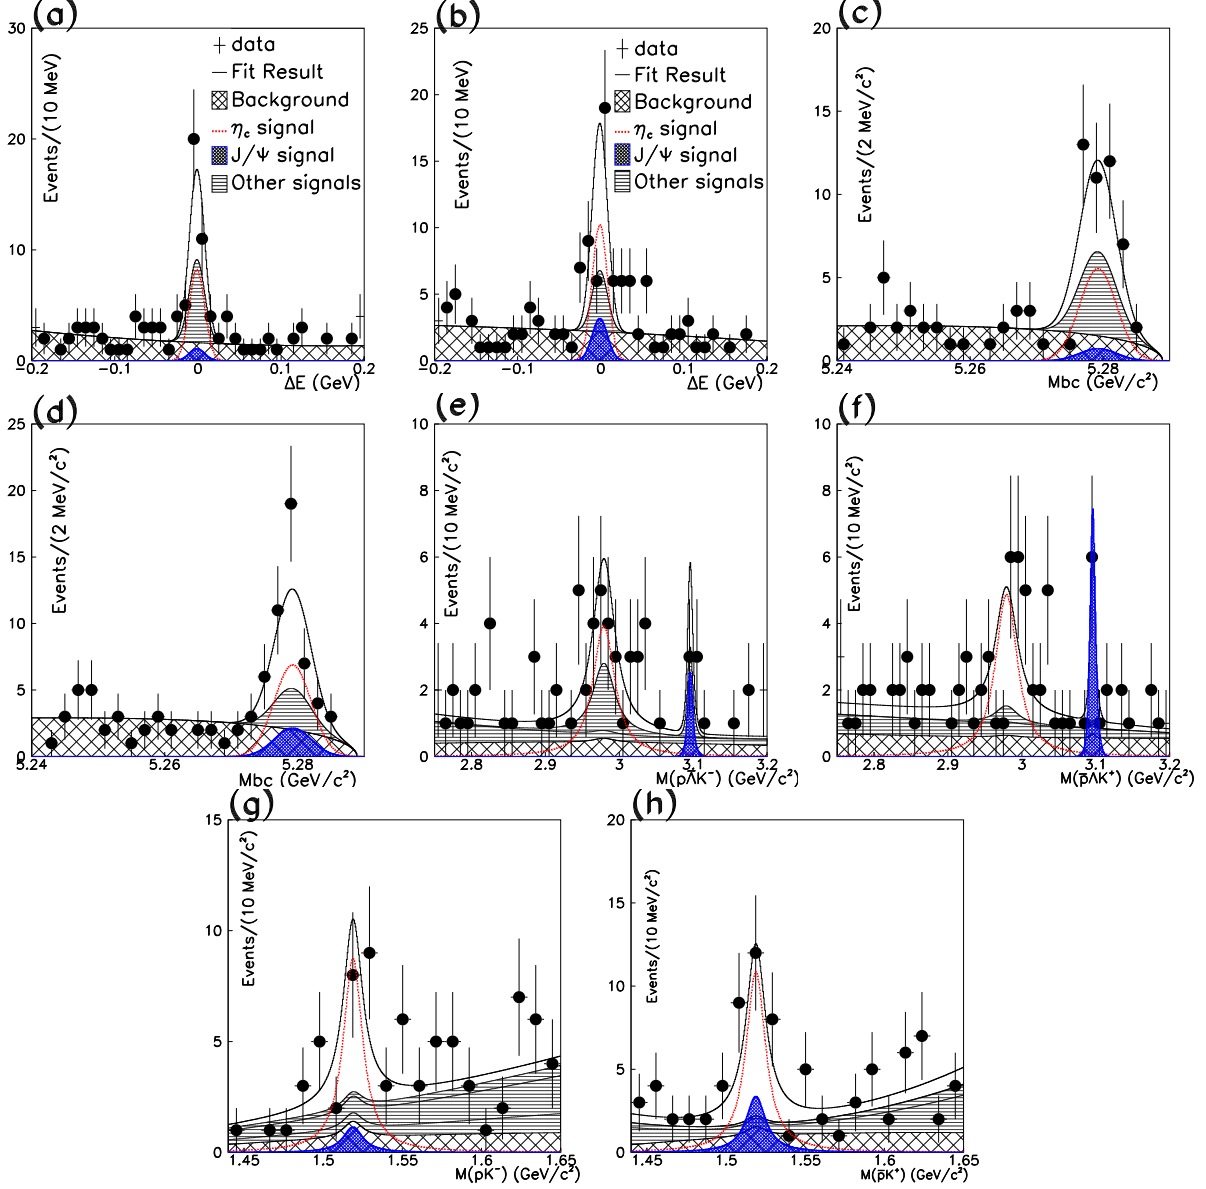 (a)
30
20
10
0
Events/(10 MeV)
data
Fit Result
Background
ηc signal
J/Ψ signal
Other signals
-0.2 -0.1 0 0.1 0.2
ΔE (GeV)
(b)
25
20
15
10
5
0
Events/(10 MeV)
data
Fit Result
Background
ηc signal
J/Ψ signal
Other signals
-0.2 -0.1 0 0.1 0.2
ΔE (GeV)
(c)
20
15
10
5
0
Events/(2 MeV/c²)
5.24 5.26 5.28
Mbc (GeV/c²)
(d)
25
20
15
10
5
0
Events/(2 MeV/c²)
5.24 5.26 5.28
Mbc (GeV/c²)
(e)
10
8
6
4
2
0
Events/(10 MeV/c²)
2.8 2.9 3 3.1 3.2
M(pΛ̅K⁻) (GeV/c²)
(f)
10
8
6
4
2
0
Events/(10 MeV/c²)
2.8 2.9 3 3.1 3.2
M(p̅ΛK⁺) (GeV/c²)
(g)
15
10
5
0
Events/(10 MeV/c²)
1.45 1.5 1.55 1.6 1.65
M(pK⁻) (GeV/c²)
(h)
20
15
10
5
0
Events/(10 MeV/c²)
1.45 1.5 1.55 1.6 1.65
M(p̅K⁺) (GeV/c²)